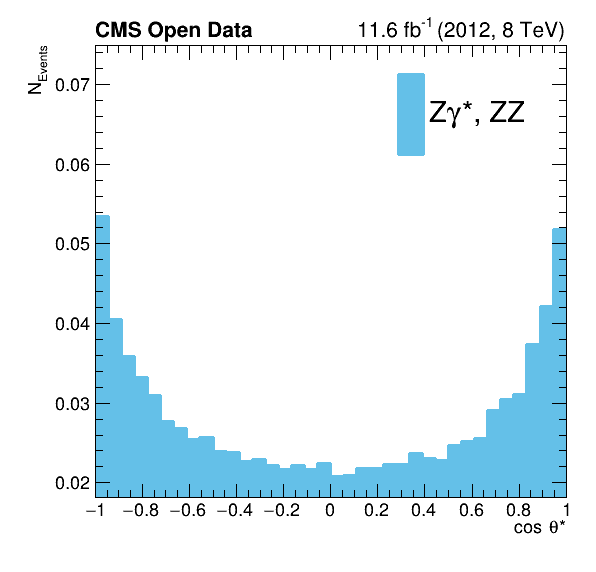 CMS Open Data 11.6 fb⁻¹ (2012, 8 TeV)
N_Events
0.07
Zγ*, ZZ
0.06
0.05
0.04
0.03
0.02
−1 −0.8 −0.6 −0.4 −0.2 0 0.2 0.4 0.6 0.8 1
cos θ*